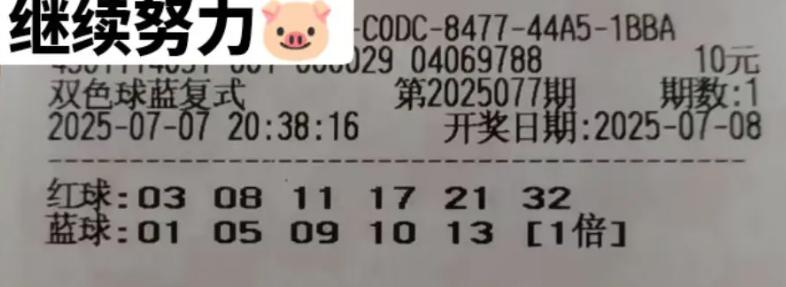 继续努力🐷
-C0DC-8477-44A5-1BBA
029 04069788 10元
双色球蓝复式 第2025077期 期数:1
2025-07-07 20:38:16 开奖日期:2025-07-08
红球:03 08 11 17 21 32
蓝球:01 05 09 10 13 [1倍]